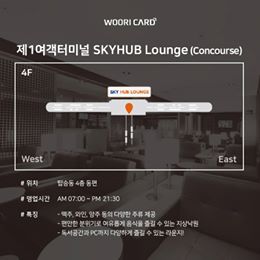 WOORI CARD
제1여객터미널 SKYHUB Lounge (Concourse)
4F
SKY HUB LOUNGE
West
East
# 위치 탑승동 4층 동편
# 영업시간 AM 07:00 ~ PM 21:30
# 특징 - 맥주, 와인, 양주 등의 다양한 주류 제공
- 편안한 분위기로 여유롭게 음식을 즐길 수 있는 지상낙원
- 독서공간과 PC까지 다양하게 즐길 수 있는 라운지!